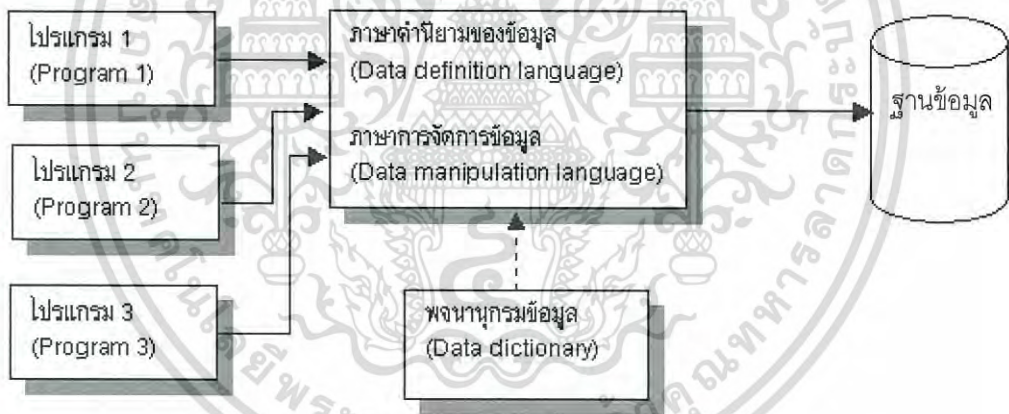 โปรแกรม 1
(Program 1)
โปรแกรม 2
(Program 2)
โปรแกรม 3
(Program 3)
ภาษาคำนิยามของข้อมูล
(Data definition language)
ภาษาการจัดการข้อมูล
(Data manipulation language)
พจนานุกรมข้อมูล
(Data dictionary)
ฐานข้อมูล